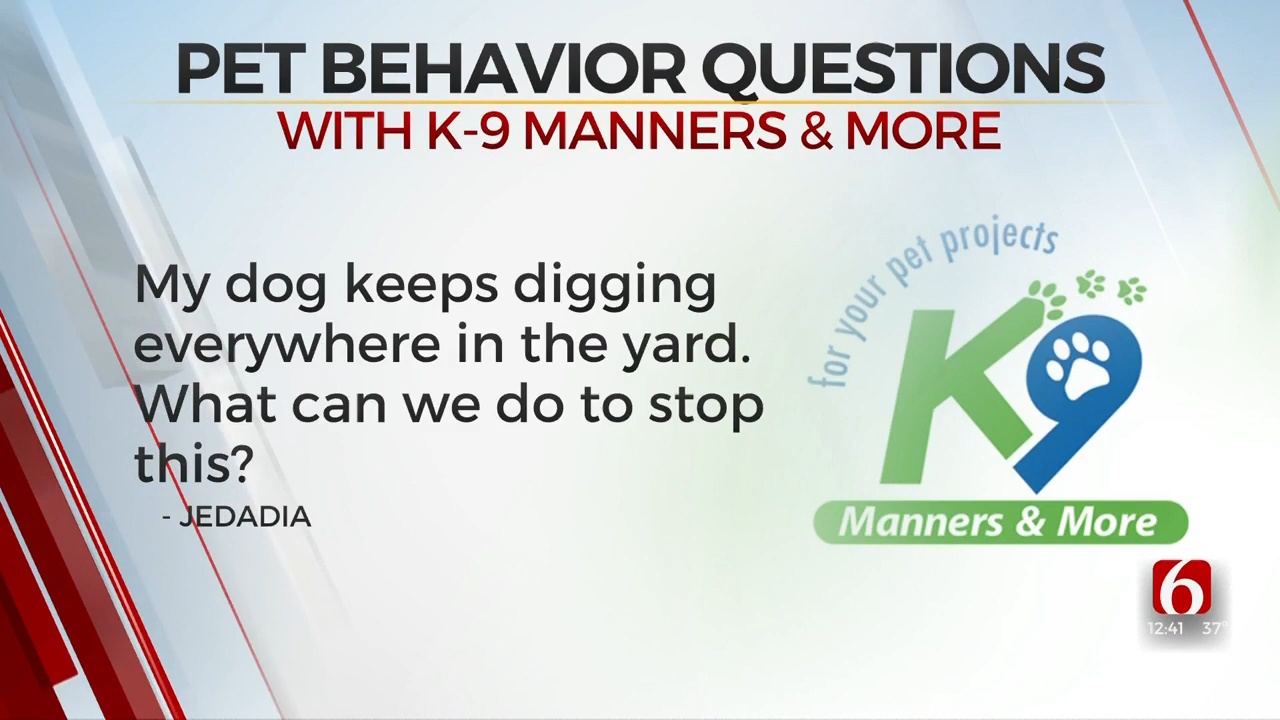 PET BEHAVIOR QUESTIONS
WITH K-9 MANNERS & MORE
My dog keeps digging
everywhere in the yard.
What can we do to stop
this?
- JEDADIA
for your pet projects
K9
Manners & More
6
12:41 37°